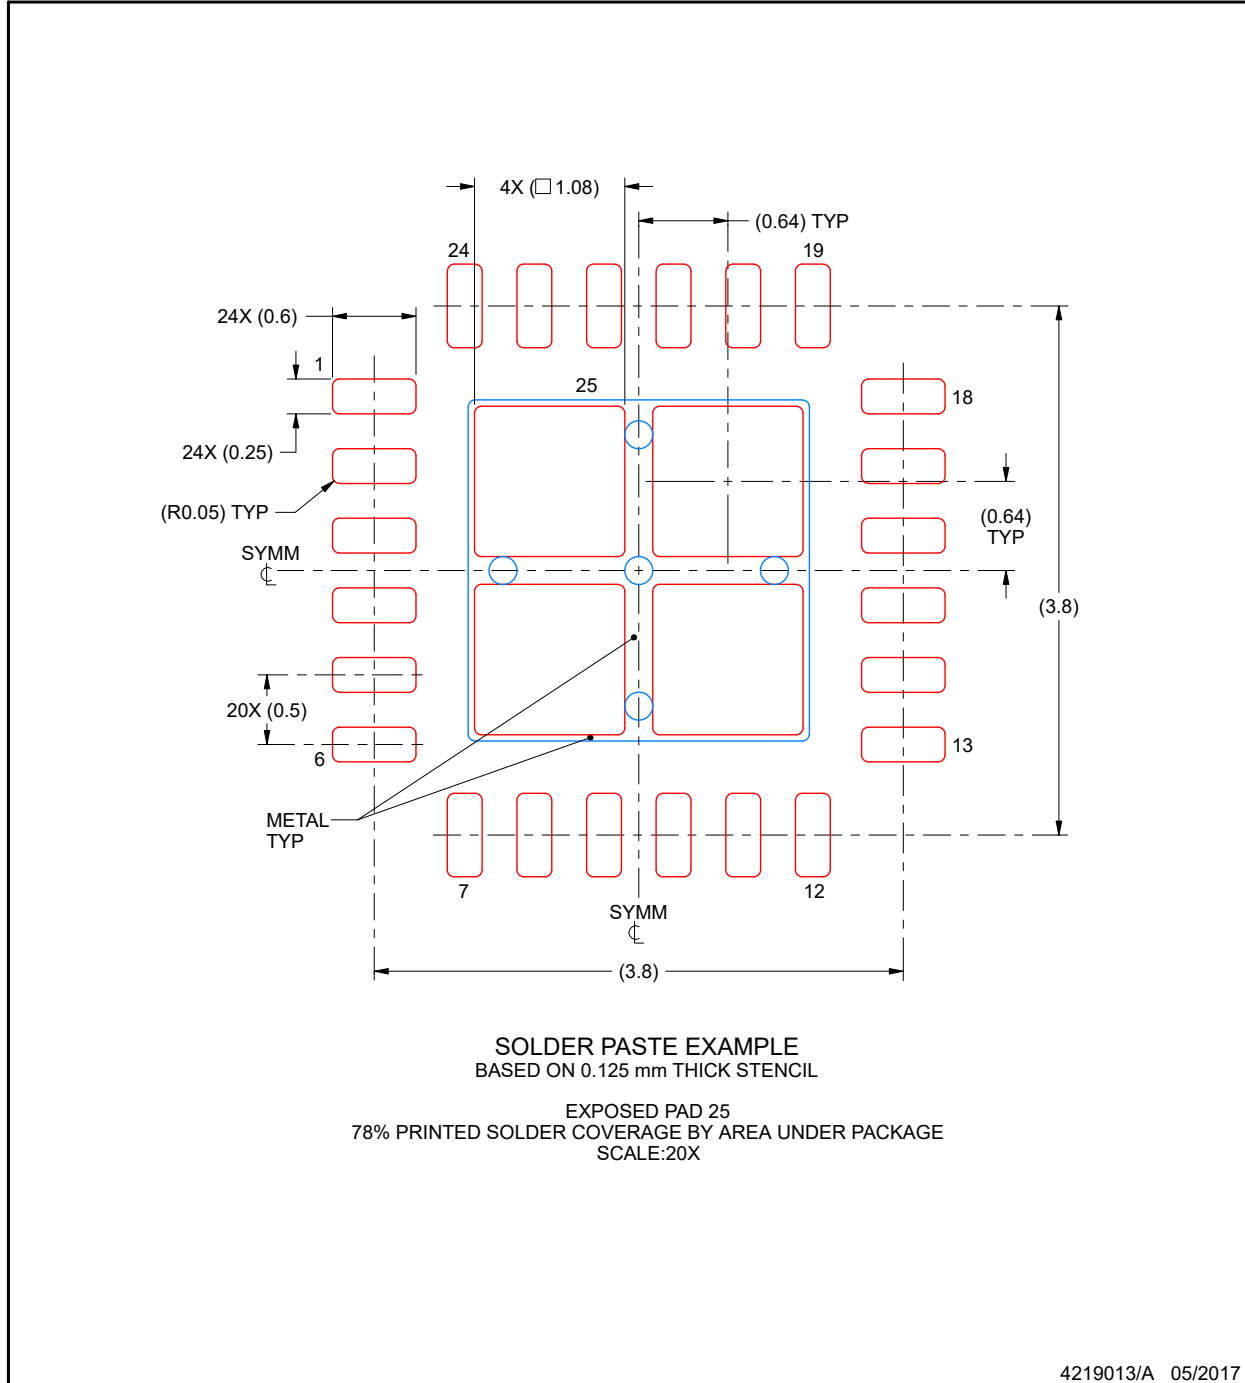 4X (□ 1.08)
(0.64) TYP
24
19
24X (0.6)
1
25
18
24X (0.25)
(R0.05) TYP
(0.64)
TYP
SYMM
℄
(3.8)
20X (0.5)
6
13
METAL
TYP
7
12
SYMM
℄
(3.8)
SOLDER PASTE EXAMPLE
BASED ON 0.125 mm THICK STENCIL
EXPOSED PAD 25
78% PRINTED SOLDER COVERAGE BY AREA UNDER PACKAGE
SCALE:20X
4219013/A 05/2017